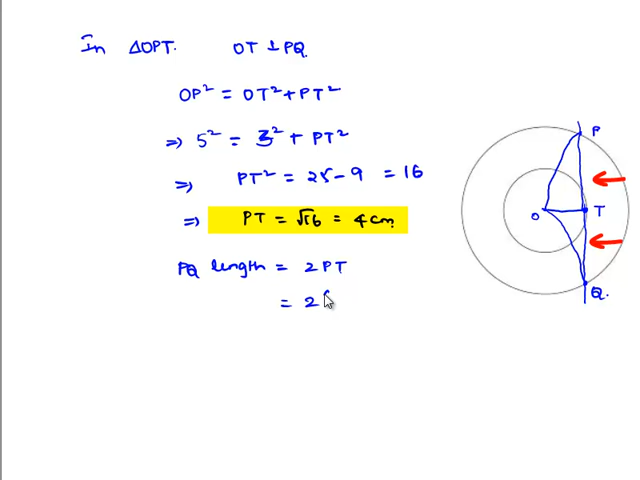 In △OPT. OT ⊥ PQ.
OP² = OT² + PT²
⇒ 5² = 3² + PT²
⇒ PT² = 25 - 9 = 16
⇒ PT = √16 = 4 cm
PQ length = 2 PT
= 2
P
O
T
Q.